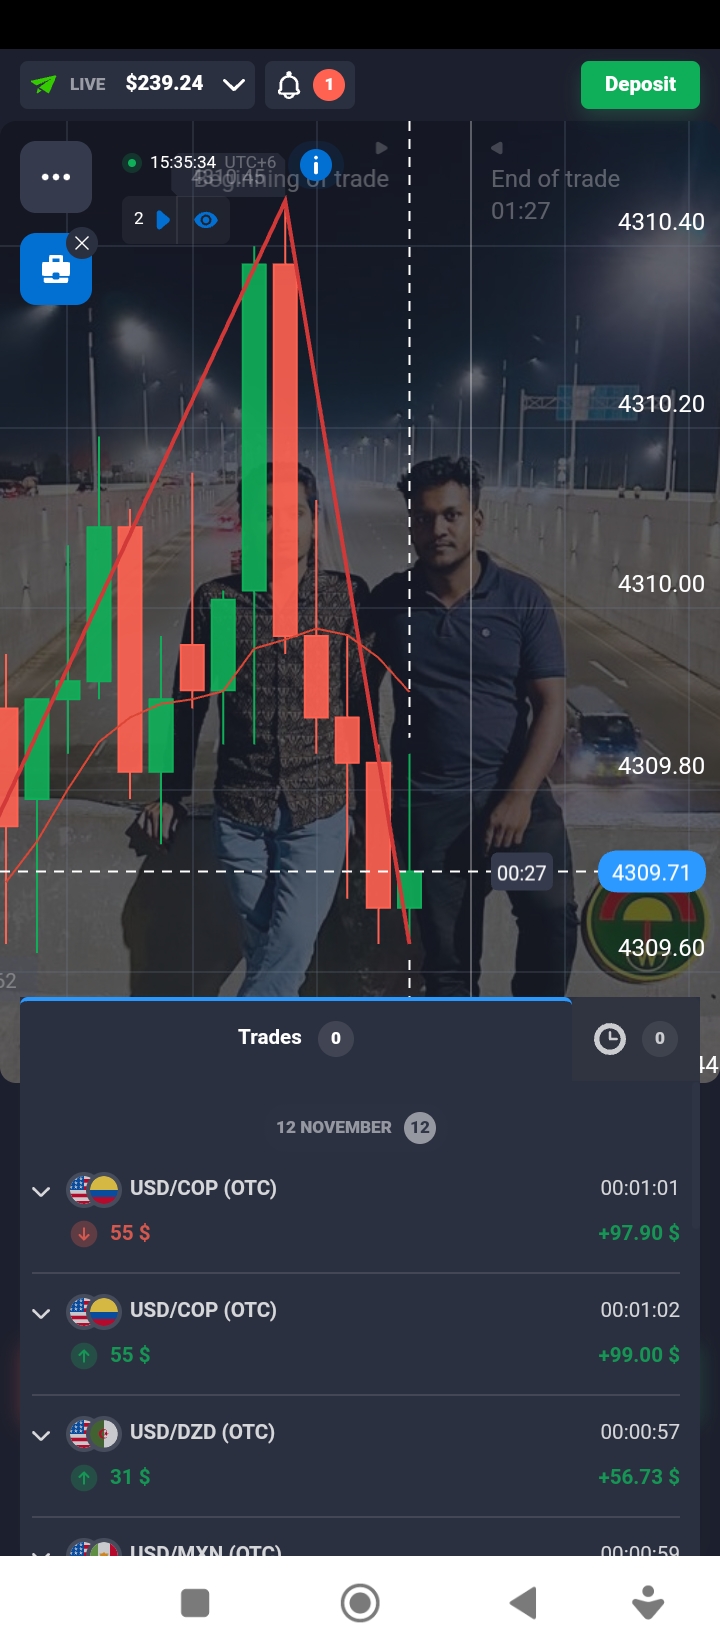 LIVE $239.24
1
Deposit
15:35:34 UTC+6
4310.45
Beginning of trade
End of trade
01:27
2
4310.40
4310.20
4310.00
4309.80
00:27
4309.71
4309.60
62
44
Trades 0
0
12 NOVEMBER 12
USD/COP (OTC) 00:01:01
55 $ +97.90 $
USD/COP (OTC) 00:01:02
55 $ +99.00 $
USD/DZD (OTC) 00:00:57
31 $ +56.73 $
USD/MXN (OTC) 00:00:59